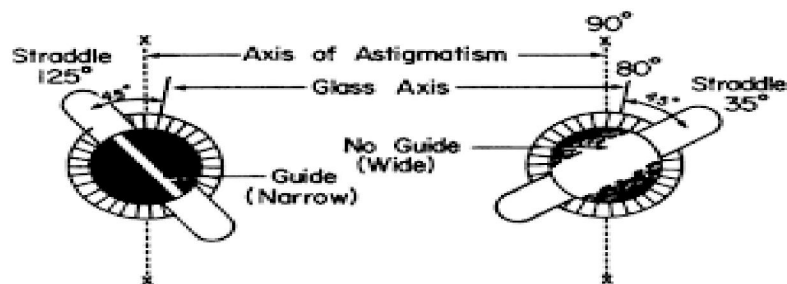 90°
x
x
Axis of Astigmatism
Straddle
125°
80°
Straddle
35°
45°
Glass Axis
45°
No Guide
(Wide)
Guide
(Narrow)
x
x